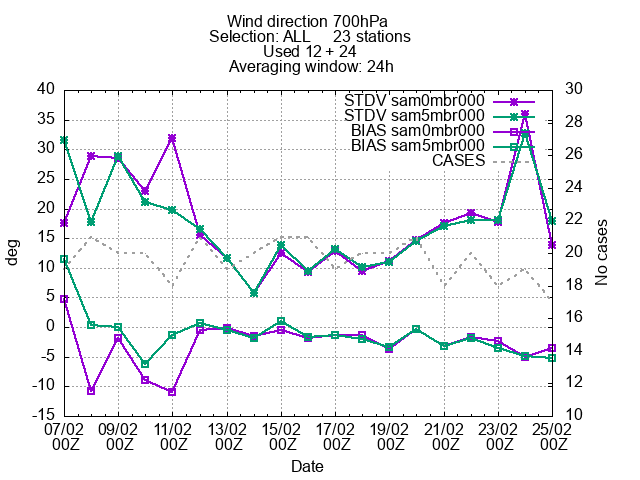 Wind direction 700hPa
Selection: ALL 23 stations
Used 12 + 24
Averaging window: 24h
STDV sam0mbr000
STDV sam5mbr000
BIAS sam0mbr000
BIAS sam5mbr000
CASES
40
35
30
25
20
15
10
5
0
-5
-10
-15
deg
30
28
26
24
22
20
18
16
14
12
10
No cases
07/02 09/02 11/02 13/02 15/02 17/02 19/02 21/02 23/02 25/02
00Z 00Z 00Z 00Z 00Z 00Z 00Z 00Z 00Z 00Z
Date